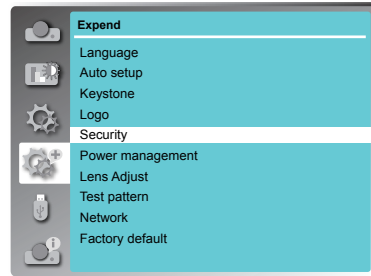 Expend
Language
Auto setup
Keystone
Logo
Security
Power management
Lens Adjust
Test pattern
Network
Factory default